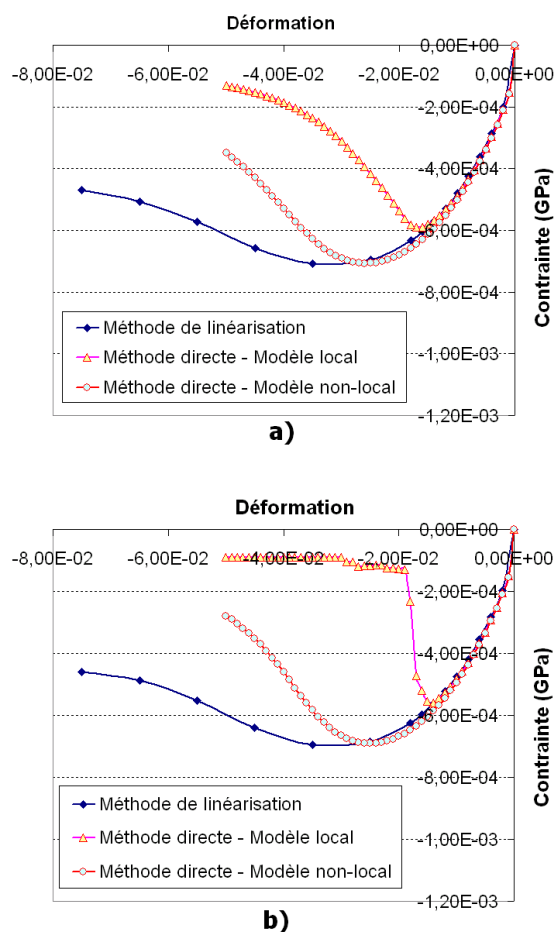 Déformation
0,00E+00
-8,00E-02 -6,00E-02 -4,00E-02 -2,00E-02 0,00E+00
-2,00E-04
-4,00E-04
-6,00E-04
-8,00E-04
-1,00E-03
-1,20E-03
Contrainte (GPa)
Méthode de linéarisation
Méthode directe - Modèle local
Méthode directe - Modèle non-local
a)
Déformation
0,00E+00
-8,00E-02 -6,00E-02 -4,00E-02 -2,00E-02 0,00E+00
-2,00E-04
-4,00E-04
-6,00E-04
-8,00E-04
-1,00E-03
-1,20E-03
Contrainte (GPa)
Méthode de linéarisation
Méthode directe - Modèle local
Méthode directe - Modèle non-local
b)